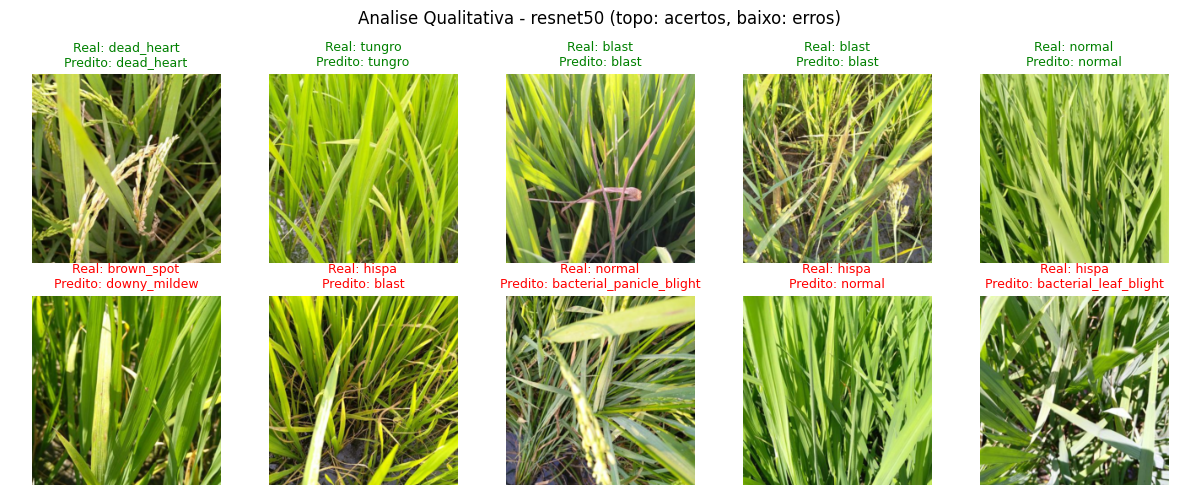 Analise Qualitativa - resnet50 (topo: acertos, baixo: erros)
Real: dead_heart
Predito: dead_heart
Real: tungro
Predito: tungro
Real: blast
Predito: blast
Real: blast
Predito: blast
Real: normal
Predito: normal
Real: brown_spot
Predito: downy_mildew
Real: hispa
Predito: blast
Real: normal
Predito: bacterial_panicle_blight
Real: hispa
Predito: normal
Real: hispa
Predito: bacterial_leaf_blight